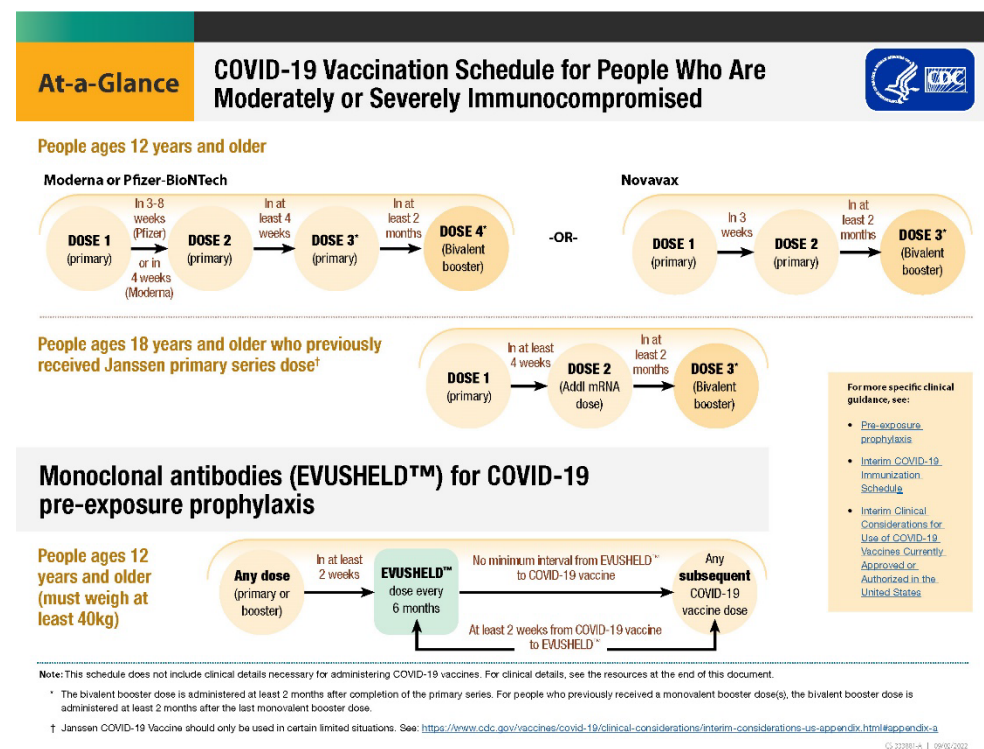 At-a-Glance
COVID-19 Vaccination Schedule for People Who Are
Moderately or Severely Immunocompromised
CDC
People ages 12 years and older
Moderna or Pfizer-BioNTech
DOSE 1
(primary)
In 3-8
weeks
(Pfizer)
or in
4 weeks
(Moderna)
DOSE 2
(primary)
In at
least 4
weeks
DOSE 3*
(primary)
In at
least 2
months
DOSE 4*
(Bivalent
booster)
-OR-
Novavax
DOSE 1
(primary)
In 3
weeks
DOSE 2
(primary)
In at
least 2
months
DOSE 3*
(Bivalent
booster)
People ages 18 years and older who previously
received Janssen primary series dose†
DOSE 1
(primary)
In at least
4 weeks
DOSE 2
(Addl mRNA
dose)
In at
least 2
months
DOSE 3*
(Bivalent
booster)
For more specific clinical
guidance, see:
• Pre-exposure
prophylaxis
• Interim COVID-19
Immunization
Schedule
• Interim Clinical
Considerations for
Use of COVID-19
Vaccines Currently
Approved or
Authorized in the
United States
Monoclonal antibodies (EVUSHELD™) for COVID-19
pre-exposure prophylaxis
People ages 12
years and older
(must weigh at
least 40kg)
Any dose
(primary or
booster)
In at least
2 weeks
EVUSHELD™
dose every
6 months
No minimum interval from EVUSHELD™
to COVID-19 vaccine
At least 2 weeks from COVID-19 vaccine
to EVUSHELD™
Any
subsequent
COVID-19
vaccine dose
Note: This schedule does not include clinical details necessary for administering COVID-19 vaccines. For clinical details, see the resources at the end of this document.
* The bivalent booster dose is administered at least 2 months after completion of the primary series. For people who previously received a monovalent booster dose(s), the bivalent booster dose is
administered at least 2 months after the last monovalent booster dose.
† Janssen COVID-19 Vaccine should only be used in certain limited situations. See: https://www.cdc.gov/vaccines/covid-19/clinical-considerations/interim-considerations-us-appendix.html#appendix-a